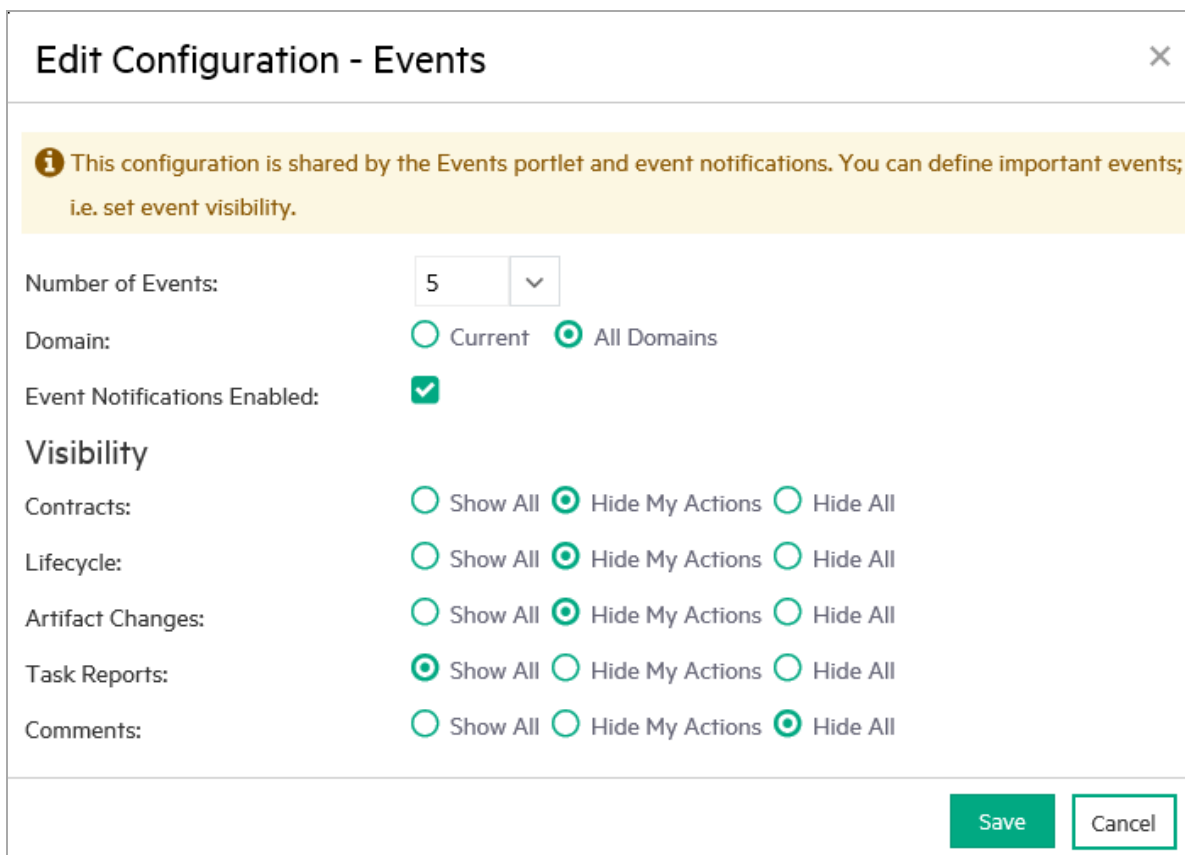 Edit Configuration - Events
This configuration is shared by the Events portlet and event notifications. You can define important events;
i.e. set event visibility.
Number of Events: 5
Domain: Current All Domains
Event Notifications Enabled:
Visibility
Contracts: Show All Hide My Actions Hide All
Lifecycle: Show All Hide My Actions Hide All
Artifact Changes: Show All Hide My Actions Hide All
Task Reports: Show All Hide My Actions Hide All
Comments: Show All Hide My Actions Hide All
Save Cancel